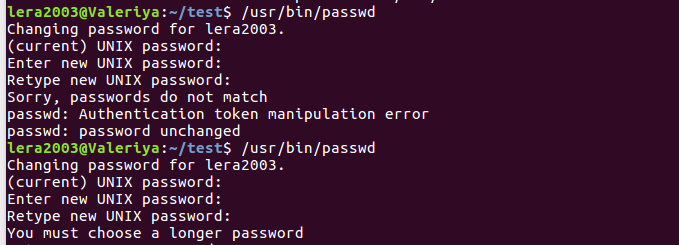 lera2003@Valeriya:~/test$ /usr/bin/passwd
Changing password for lera2003.
(current) UNIX password:
Enter new UNIX password:
Retype new UNIX password:
Sorry, passwords do not match
passwd: Authentication token manipulation error
passwd: password unchanged
lera2003@Valeriya:~/test$ /usr/bin/passwd
Changing password for lera2003.
(current) UNIX password:
Enter new UNIX password:
Retype new UNIX password:
You must choose a longer password